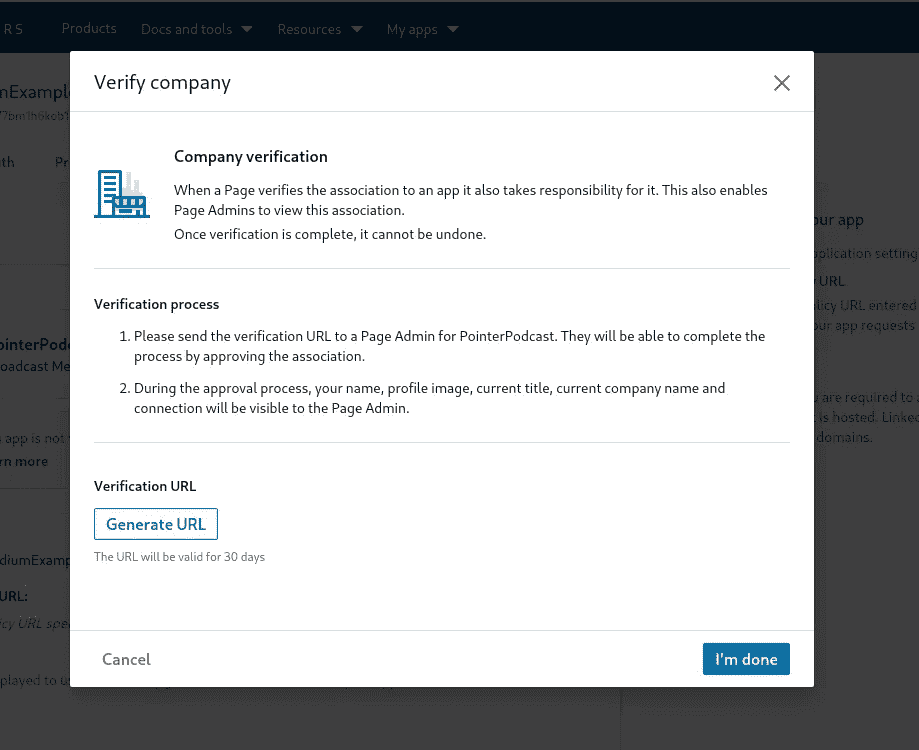 R S Products Docs and tools Resources My apps
Verify company
Company verification
When a Page verifies the association to an app it also takes responsibility for it. This also enables
Page Admins to view this association.
Once verification is complete, it cannot be undone.
Verification process
1. Please send the verification URL to a Page Admin for PointerPodcast. They will be able to complete the
process by approving the association.
2. During the approval process, your name, profile image, current title, current company name and
connection will be visible to the Page Admin.
Verification URL
Generate URL
The URL will be valid for 30 days
Cancel
I'm done
mExampl
th
Pr
ointerPod
oadcast Me
s app is not
rn more
diumExamp
URL:
icy URL spe
played to u
our app
plication setting
URL
licy URL entered
our app requests
u are required to
t is hosted. Linked
domains.